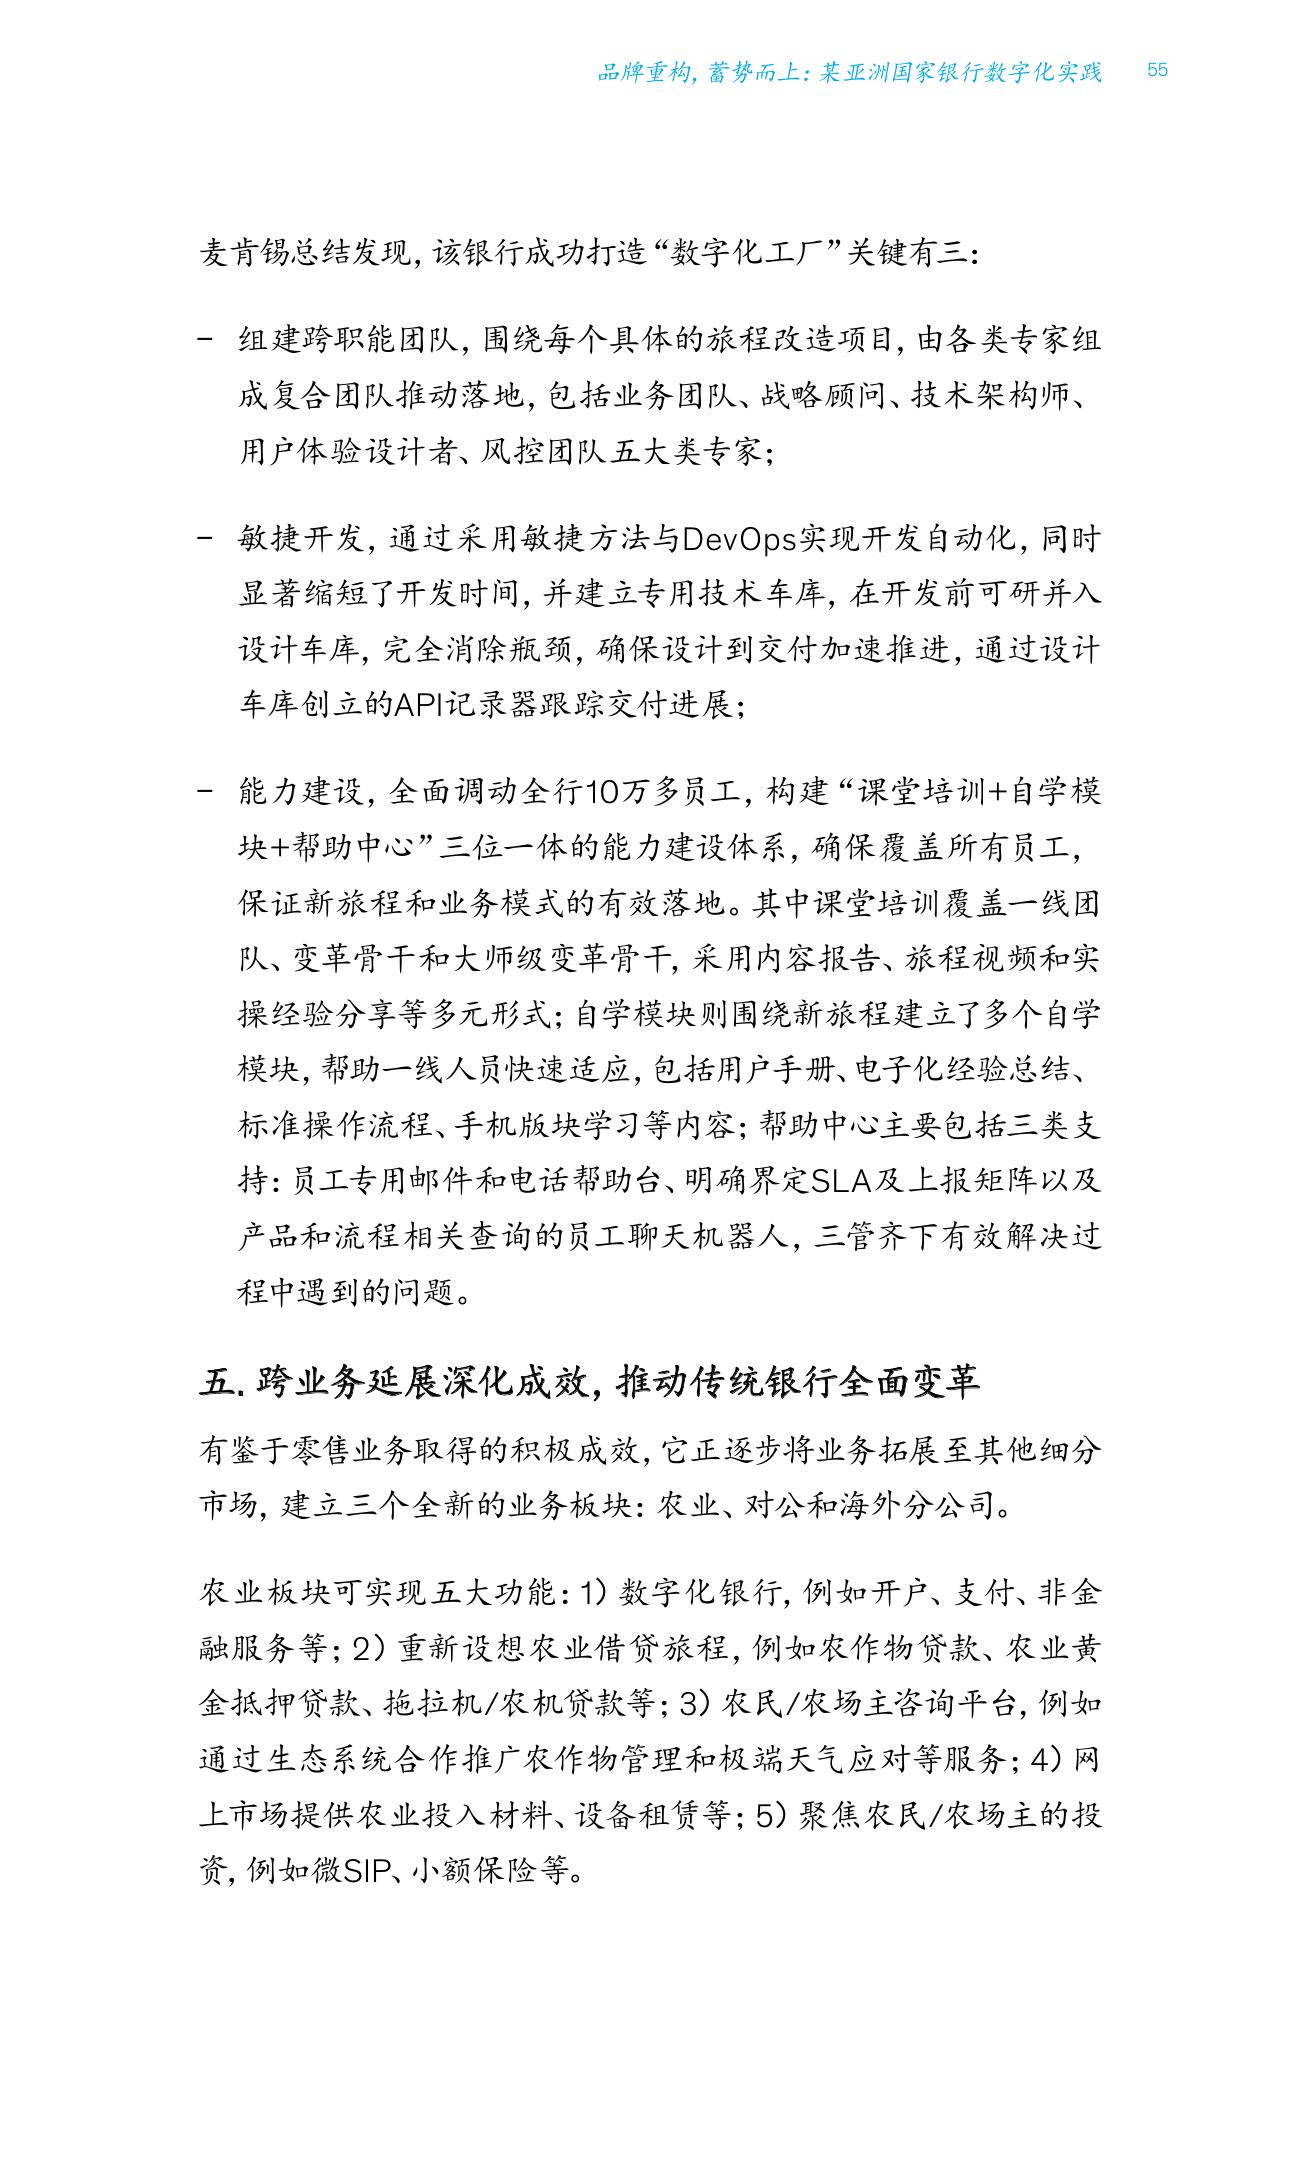 品牌重构, 蓄势而上: 某亚洲国家银行数字化实践 55
麦肯锡总结发现, 该银行成功打造“数字化工厂”关键有三:
– 组建跨职能团队, 围绕每个具体的旅程改造项目, 由各类专家组
成复合团队推动落地, 包括业务团队、战略顾问、技术架构师、
用户体验设计者、风控团队五大类专家;
– 敏捷开发, 通过采用敏捷方法与DevOps实现开发自动化, 同时
显著缩短了开发时间, 并建立专用技术车库, 在开发前可研并入
设计车库, 完全消除瓶颈, 确保设计到交付加速推进, 通过设计
车库创立的API记录器跟踪交付进展;
– 能力建设, 全面调动全行10万多员工, 构建“课堂培训+自学模
块+帮助中心”三位一体的能力建设体系, 确保覆盖所有员工,
保证新旅程和业务模式的有效落地。其中课堂培训覆盖一线团
队、变革骨干和大师级变革骨干, 采用内容报告、旅程视频和实
操经验分享等多元形式; 自学模块则围绕新旅程建立了多个自学
模块, 帮助一线人员快速适应, 包括用户手册、电子化经验总结、
标准操作流程、手机版块学习等内容; 帮助中心主要包括三类支
持: 员工专用邮件和电话帮助台、明确界定SLA及上报矩阵以及
产品和流程相关查询的员工聊天机器人, 三管齐下有效解决过
程中遇到的问题。
五. 跨业务延展深化成效, 推动传统银行全面变革
有鉴于零售业务取得的积极成效, 它正逐步将业务拓展至其他细分
市场, 建立三个全新的业务板块: 农业、对公和海外分公司。
农业板块可实现五大功能: 1) 数字化银行, 例如开户、支付、非金
融服务等; 2) 重新设想农业借贷旅程, 例如农作物贷款、农业黄
金抵押贷款、拖拉机/农机贷款等; 3) 农民/农场主咨询平台, 例如
通过生态系统合作推广农作物管理和极端天气应对等服务; 4) 网
上市场提供农业投入材料、设备租赁等; 5) 聚焦农民/农场主的投
资, 例如微SIP、小额保险等。